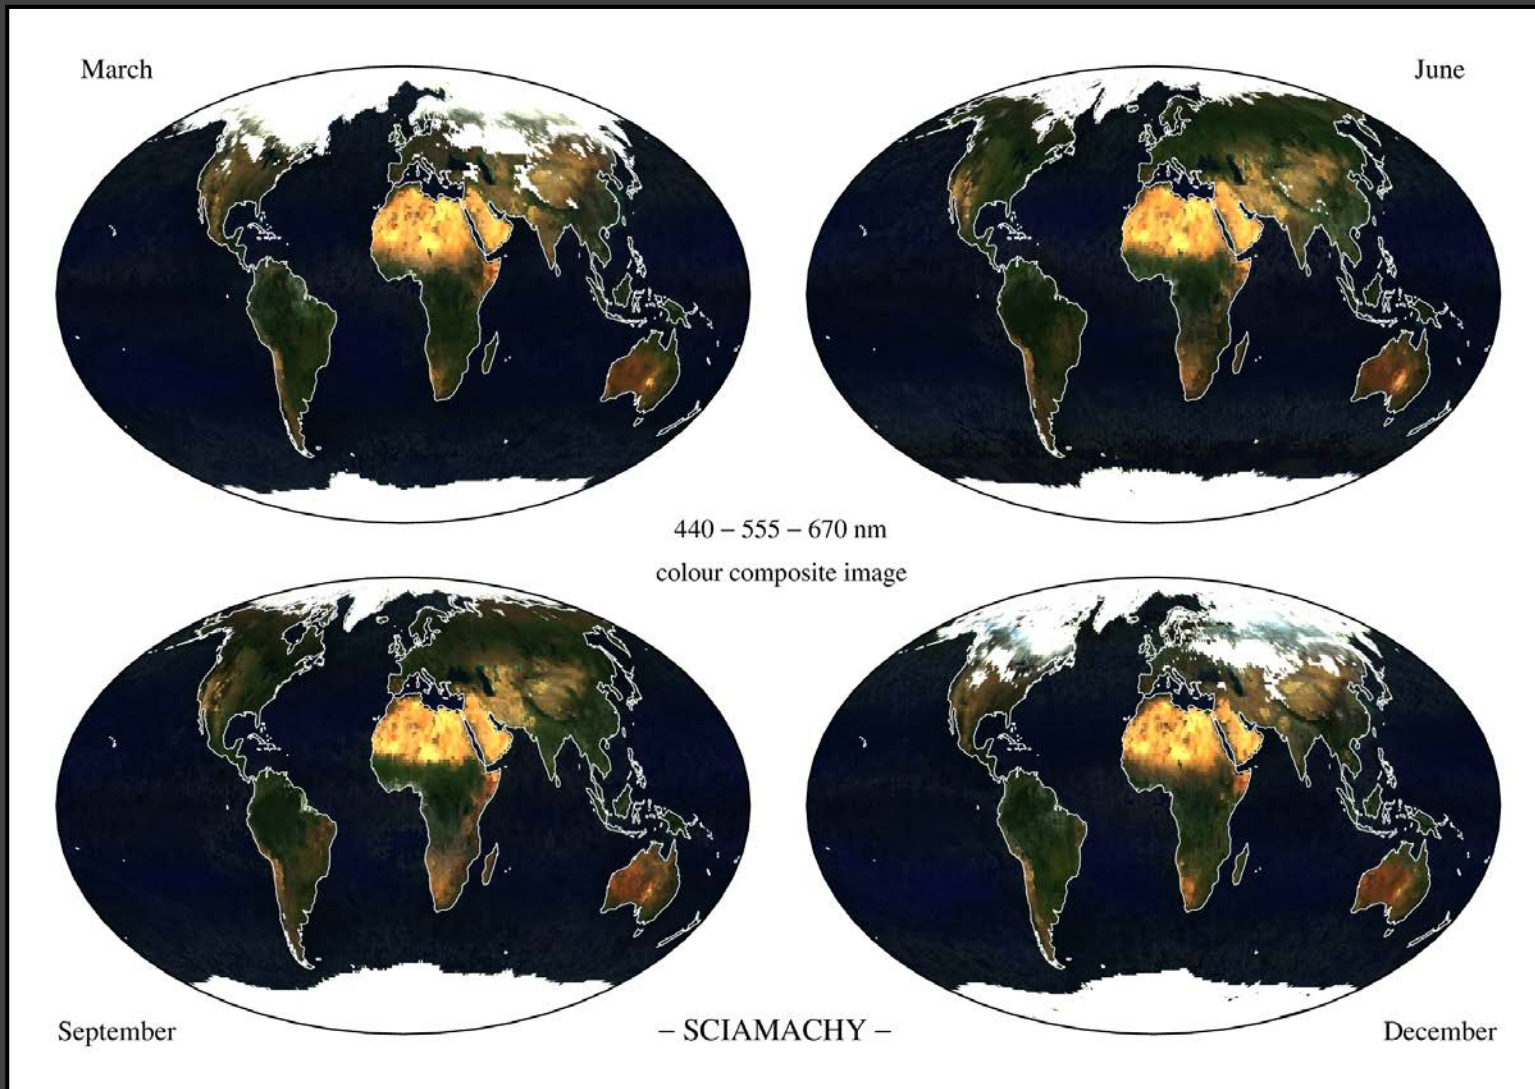 March
June
440 – 555 – 670 nm
colour composite image
September
– SCIAMACHY –
December